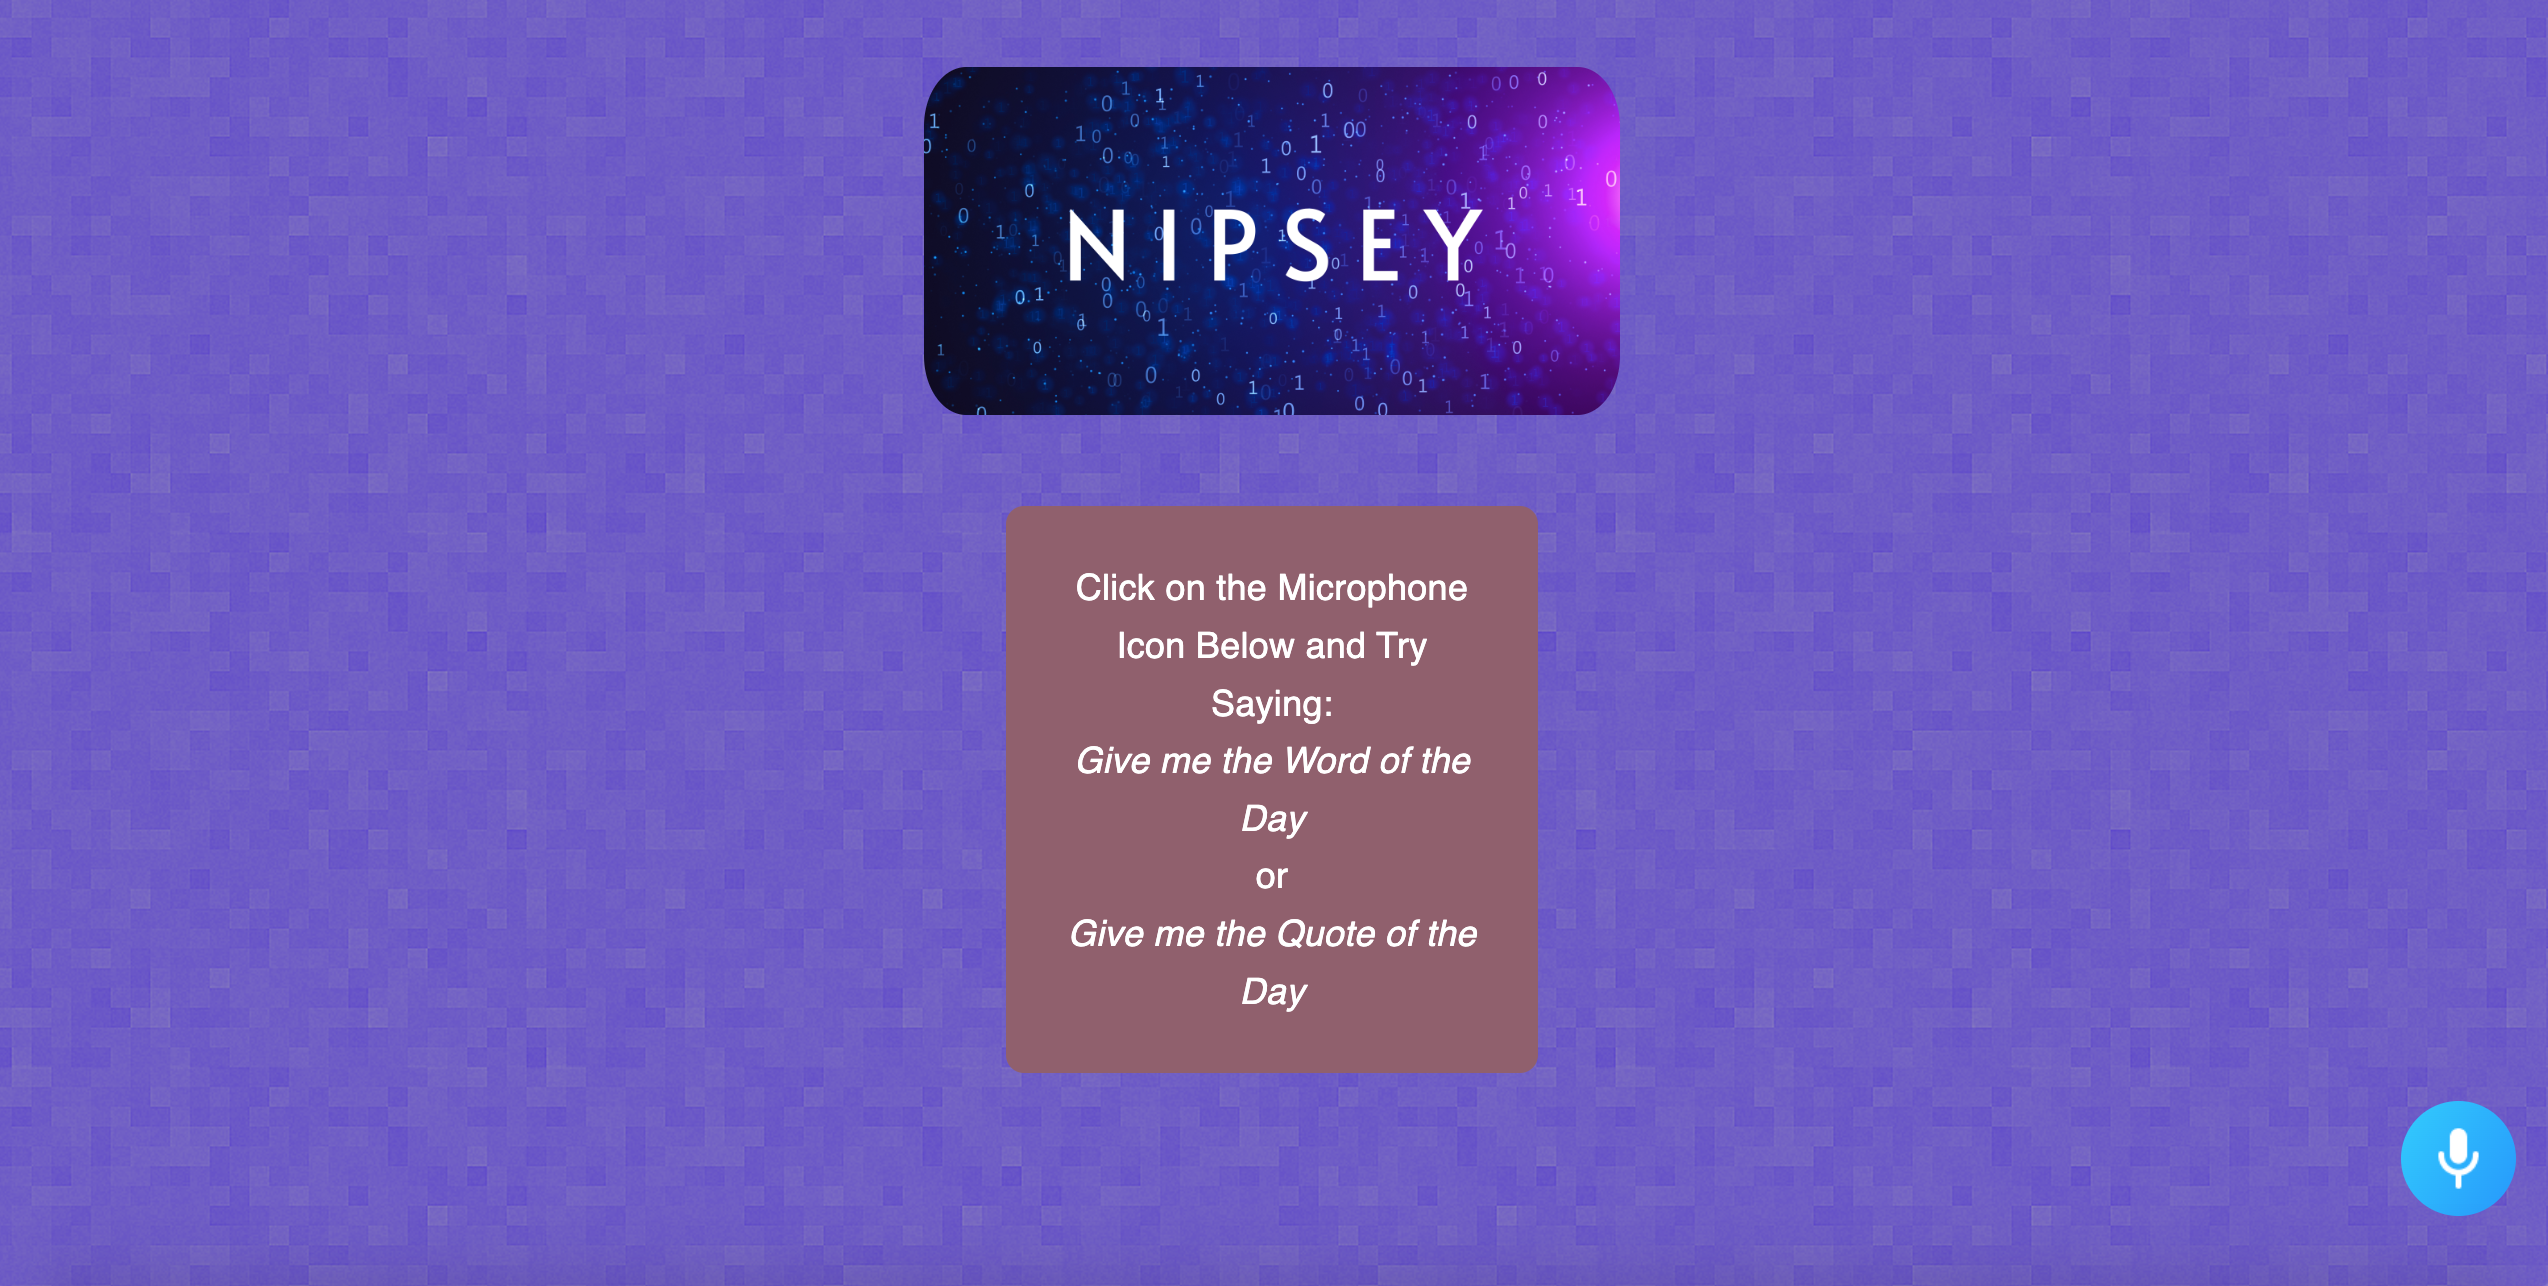 NIPSEY
Click on the Microphone
Icon Below and Try
Saying:
Give me the Word of the
Day
or
Give me the Quote of the
Day